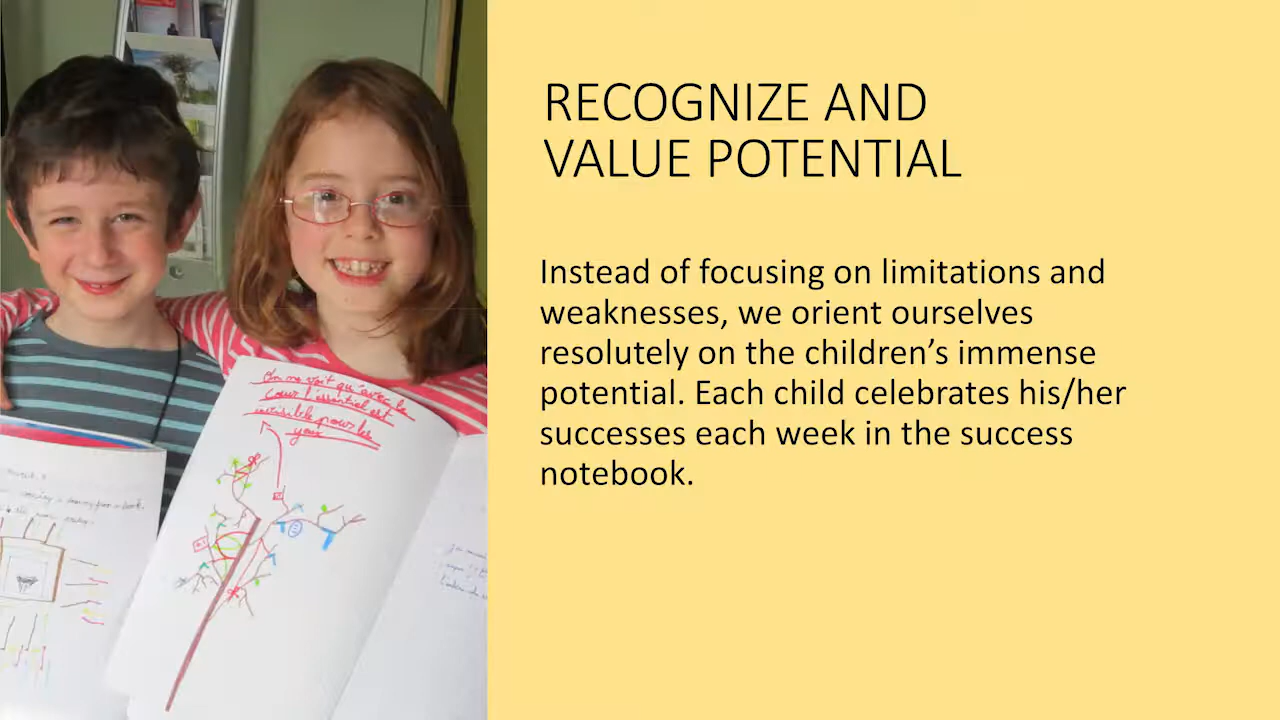 RECOGNIZE AND
VALUE POTENTIAL
Instead of focusing on limitations and
weaknesses, we orient ourselves
resolutely on the children’s immense
potential. Each child celebrates his/her
successes each week in the success
notebook.
On ne voit qu'avec le
cœur l'essentiel est
invisible pour les
yeux